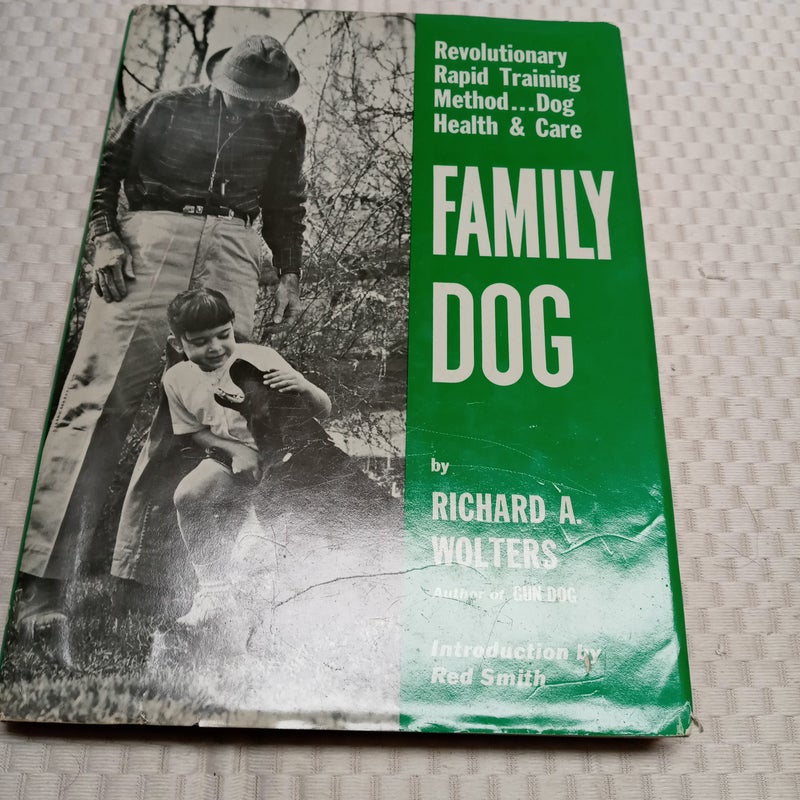 Revolutionary
Rapid Training
Method...Dog
Health & Care
FAMILY
DOG
by
RICHARD A.
WOLTERS
Author of GUN DOG
Introduction by
Red Smith